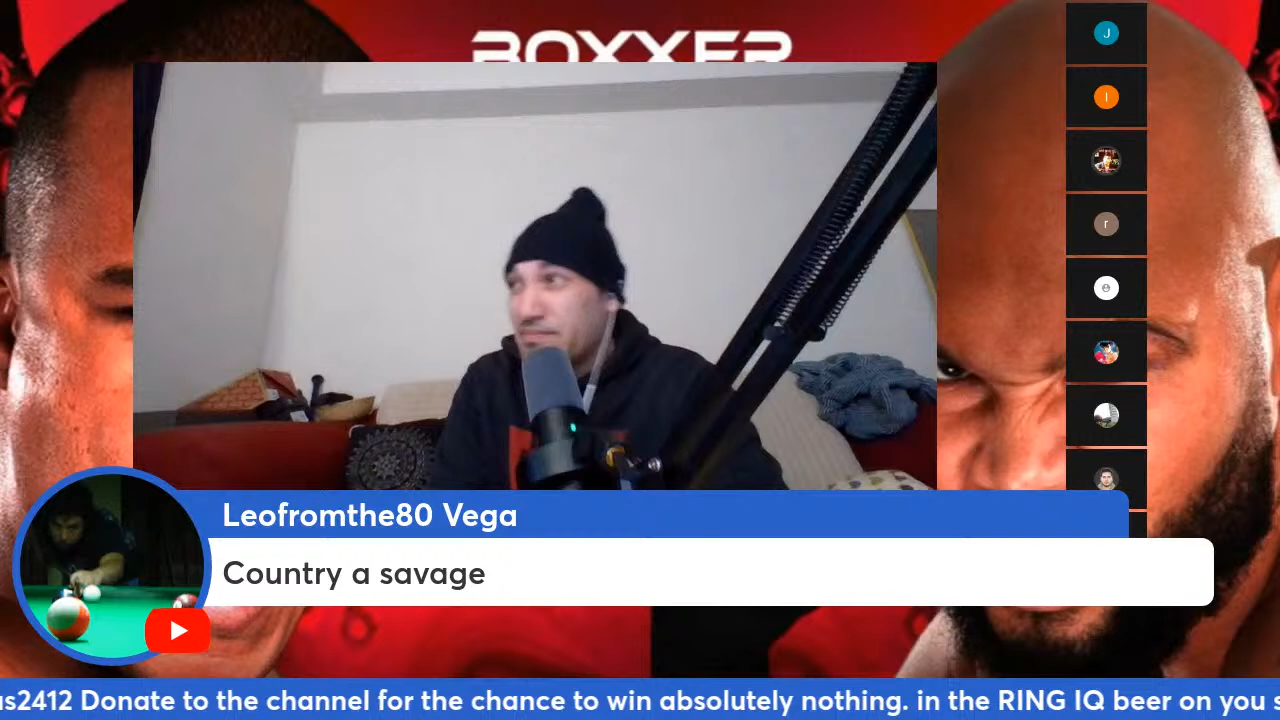 BOXXER
J
I
r
Leofromthe80 Vega
Country a savage
as2412 Donate to the channel for the chance to win absolutely nothing. in the RING IQ beer on you s